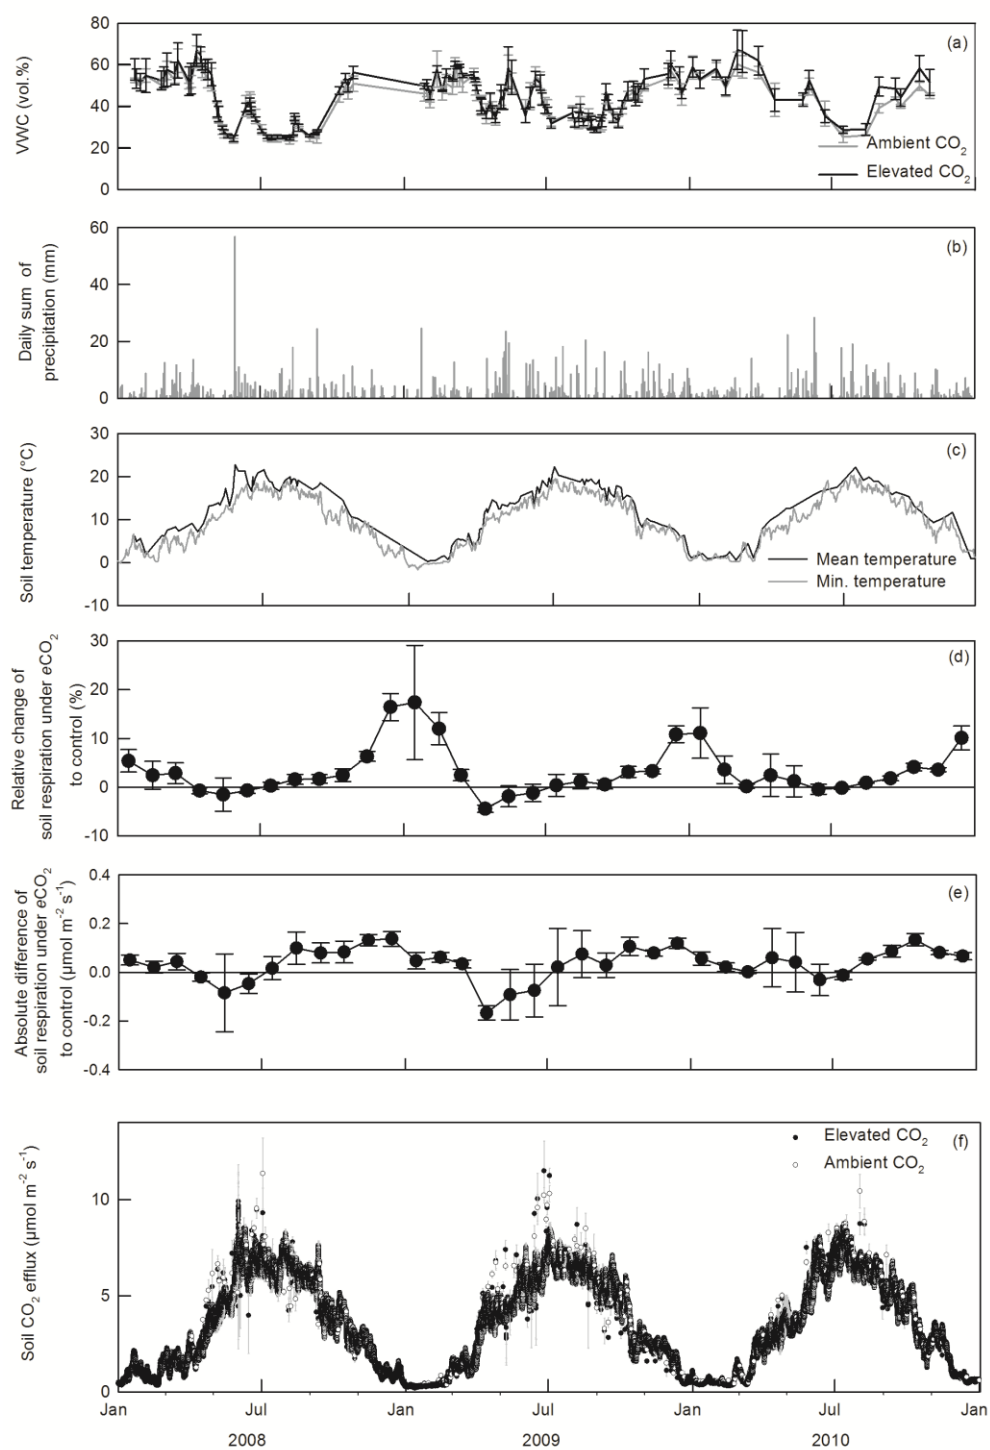 80
60
40
20
0
VWC (vol.%)
(a)
Ambient CO₂
Elevated CO₂
60
40
20
0
Daily sum of
precipitation (mm)
(b)
30
20
10
0
-10
Soil temperature (°C)
(c)
Mean temperature
Min. temperature
30
20
10
0
-10
Relative change of
soil respiration under eCO₂
to control (%)
(d)
0.4
0.2
0.0
-0.2
-0.4
Absolute difference of
soil respiration under eCO₂
to control (µmol m⁻² s⁻¹)
(e)
10
5
0
Soil CO₂ efflux (µmol m⁻² s⁻¹)
Elevated CO₂
Ambient CO₂
(f)
Jan Jul Jan Jul Jan Jul Jan
2008 2009 2010